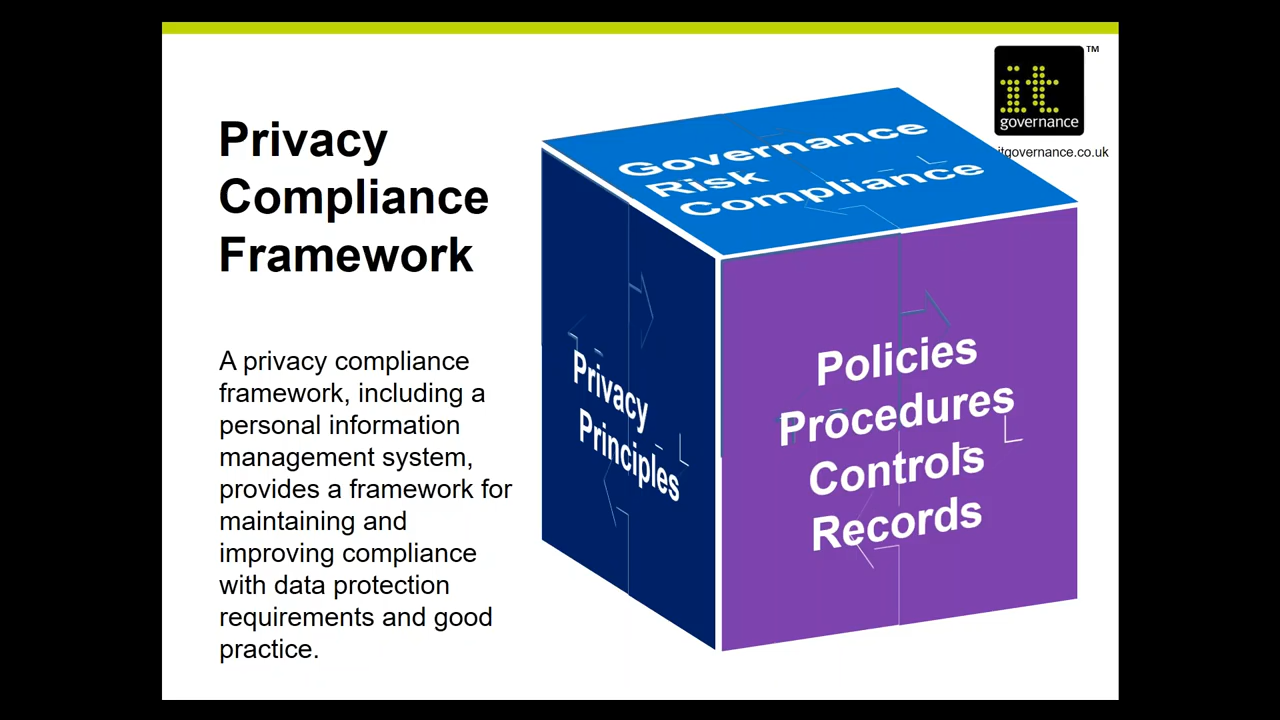 Privacy
Compliance
Framework
A privacy compliance
framework, including a
personal information
management system,
provides a framework for
maintaining and
improving compliance
with data protection
requirements and good
practice.
Governance
Risk
Compliance
Privacy
Principles
Policies
Procedures
Controls
Records
it
governance
TM
itgovernance.co.uk